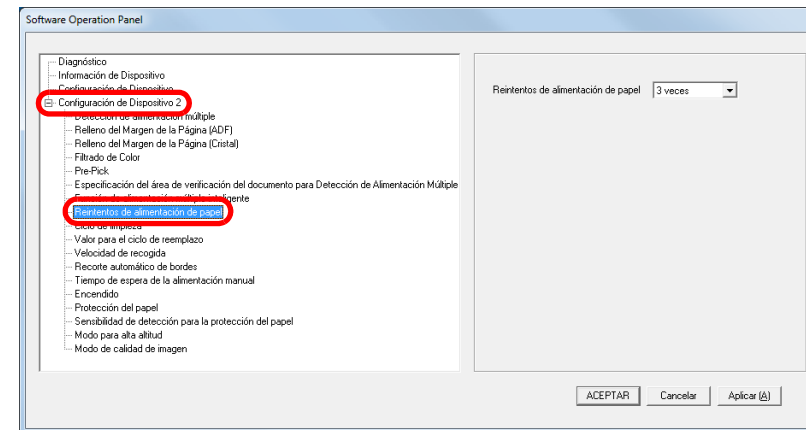 Software Operation Panel
Diagnóstico
Información de Dispositivo
Configuración de Dispositivo
Configuración de Dispositivo 2
Detección de alimentación múltiple
Relleno del Margen de la Página (ADF)
Relleno del Margen de la Página (Cristal)
Filtrado de Color
Pre-Pick
Especificación del área de verificación del documento para Detección de Alimentación Múltiple
Función de alimentación múltiple inteligente
Reintentos de alimentación de papel
Ciclo de limpieza
Valor para el ciclo de reemplazo
Velocidad de recogida
Recorte automático de bordes
Tiempo de espera de la alimentación manual
Encendido
Protección del papel
Sensibilidad de detección para la protección del papel
Modo para alta altitud
Modo de calidad de imagen
Reintentos de alimentación de papel 3 veces
ACEPTAR Cancelar Aplicar (A)